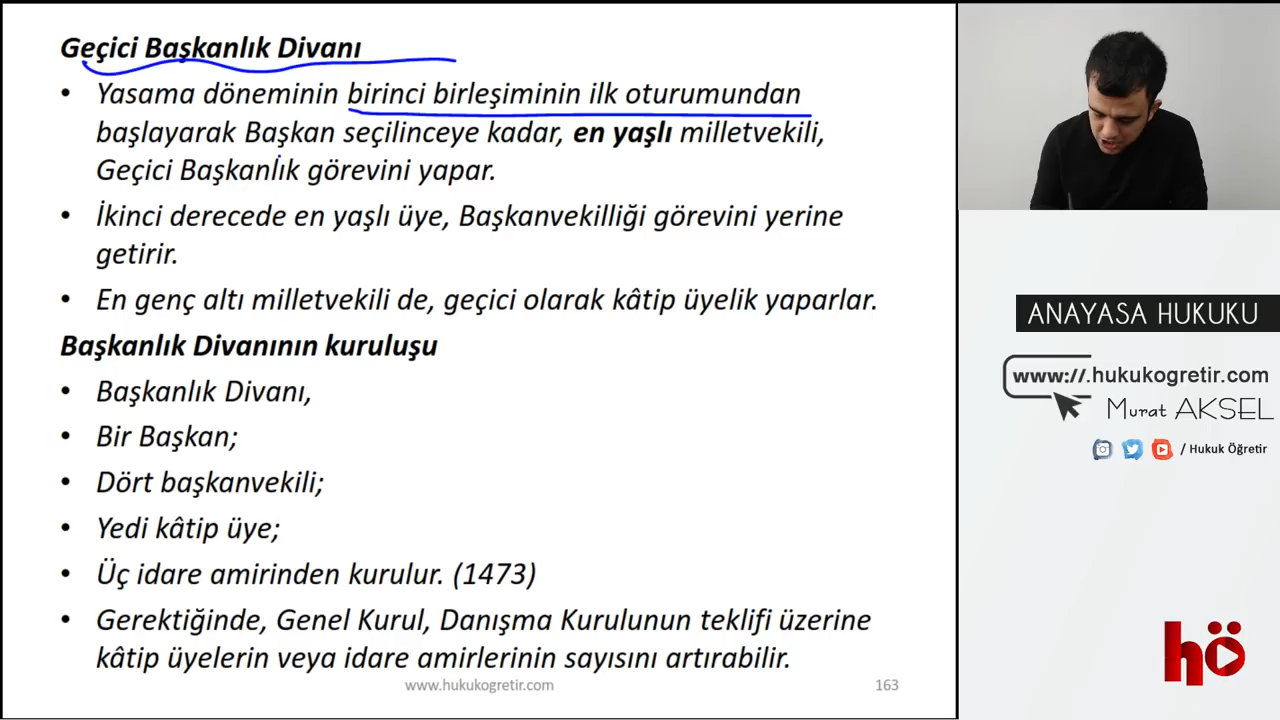 Geçici Başkanlık Divanı
• Yasama döneminin birinci birleşiminin ilk oturumundan
başlayarak Başkan seçilinceye kadar, en yaşlı milletvekili,
Geçici Başkanlık görevini yapar.
• İkinci derecede en yaşlı üye, Başkanvekilliği görevini yerine
getirir.
• En genç altı milletvekili de, geçici olarak kâtip üyelik yaparlar.
Başkanlık Divanının kuruluşu
• Başkanlık Divanı,
• Bir Başkan;
• Dört başkanvekili;
• Yedi kâtip üye;
• Üç idare amirinden kurulur. (1473)
• Gerektiğinde, Genel Kurul, Danışma Kurulunun teklifi üzerine
kâtip üyelerin veya idare amirlerinin sayısını artırabilir.
www.hukukogretir.com
163
ANAYASA HUKUKU
www://.hukukogretir.com
Murat AKSEL
/ Hukuk Öğretir
hö